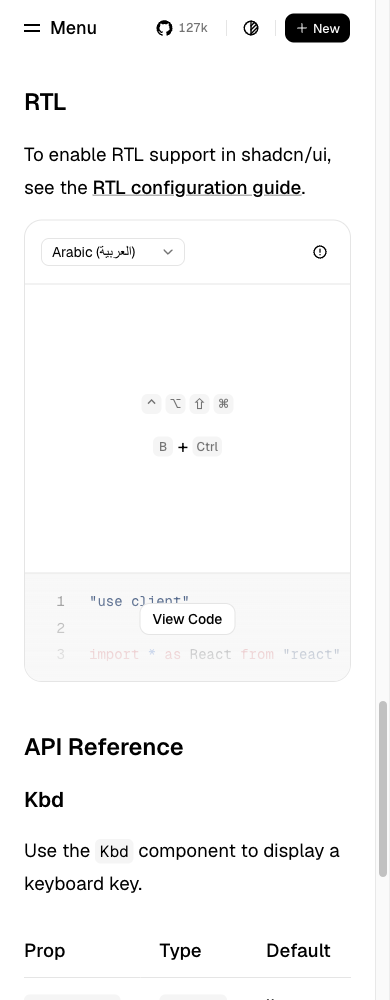 Menu
127k
New
RTL
To enable RTL support in shadcn/ui,
see the RTL configuration guide.
Arabic (العربية)
⌃ ⌥ ⇧ ⌘
B + Ctrl
1 "use client"
2
View Code
3 import * as React from "react"
API Reference
Kbd
Use the Kbd component to display a
keyboard key.
Prop Type Default